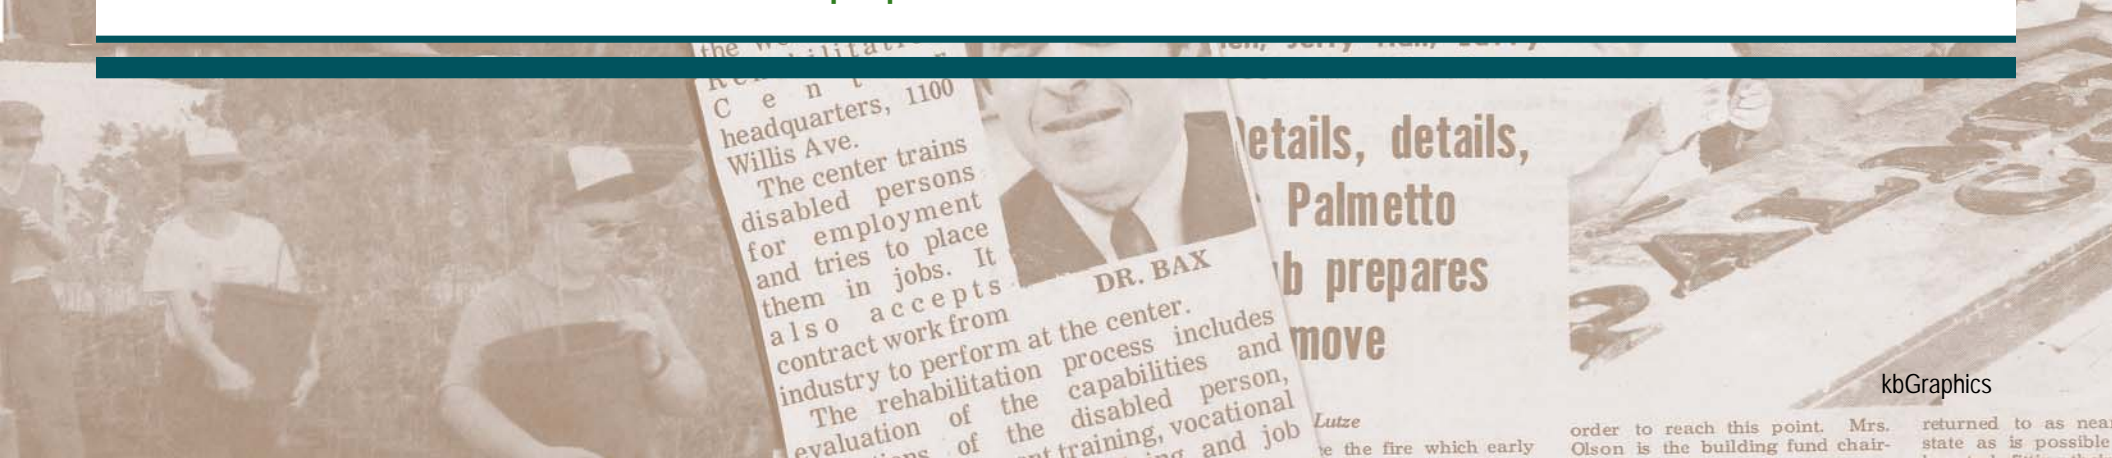 the
C e n t e r
headquarters, 1100
Willis Ave.
The center trains
disabled persons
for employment
and tries to place
them in jobs. It
also accepts
contract work from
industry to perform at the center.
The rehabilitation process includes
evaluation of the capabilities and
of the disabled person,
training, vocational
and job
DR. BAX
etails, details,
Palmetto
b prepares
move
Lutze
e the fire which early
order to reach this point. Mrs.
Olson is the building fund chair-
returned to as near
state as is possible
kbGraphics